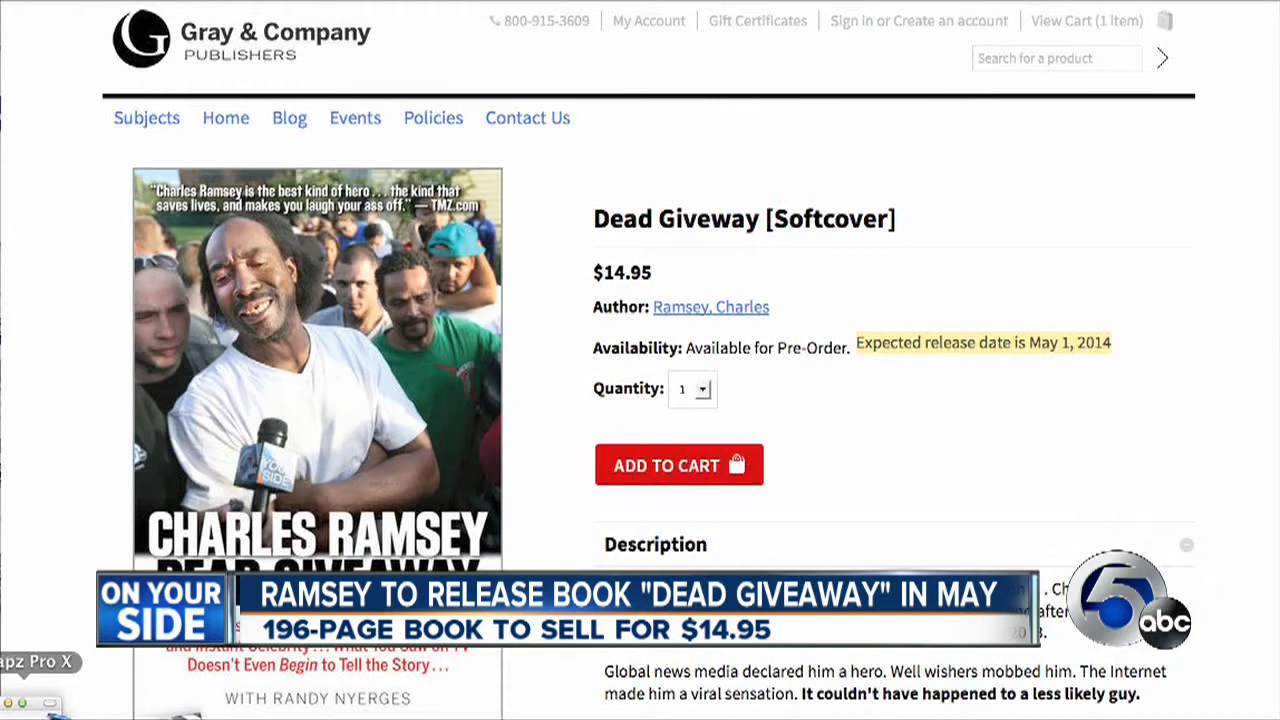 Gray & Company
PUBLISHERS
800-915-3609
My Account
Gift Certificates
Sign in or Create an account
View Cart (1 item)
Search for a product
Subjects
Home
Blog
Events
Policies
Contact Us
"Charles Ramsey is the best kind of hero . . . the kind that
saves lives, and makes you laugh your ass off." — TMZ.com
YOUR
SIDE
CHARLES RAMSEY
DEAD GIVEAWAY
Doesn't Even Begin to Tell the Story . . .
WITH RANDY NYERGES
Dead Giveway [Softcover]
$14.95
Author: Ramsey, Charles
Availability: Available for Pre-Order. Expected release date is May 1, 2014
Quantity: 1
ADD TO CART
Description
Global news media declared him a hero. Well wishers mobbed him. The Internet
made him a viral sensation. It couldn't have happened to a less likely guy.
ON YOUR
SIDE
RAMSEY TO RELEASE BOOK "DEAD GIVEAWAY" IN MAY
196-PAGE BOOK TO SELL FOR $14.95
5
abc
apz Pro X